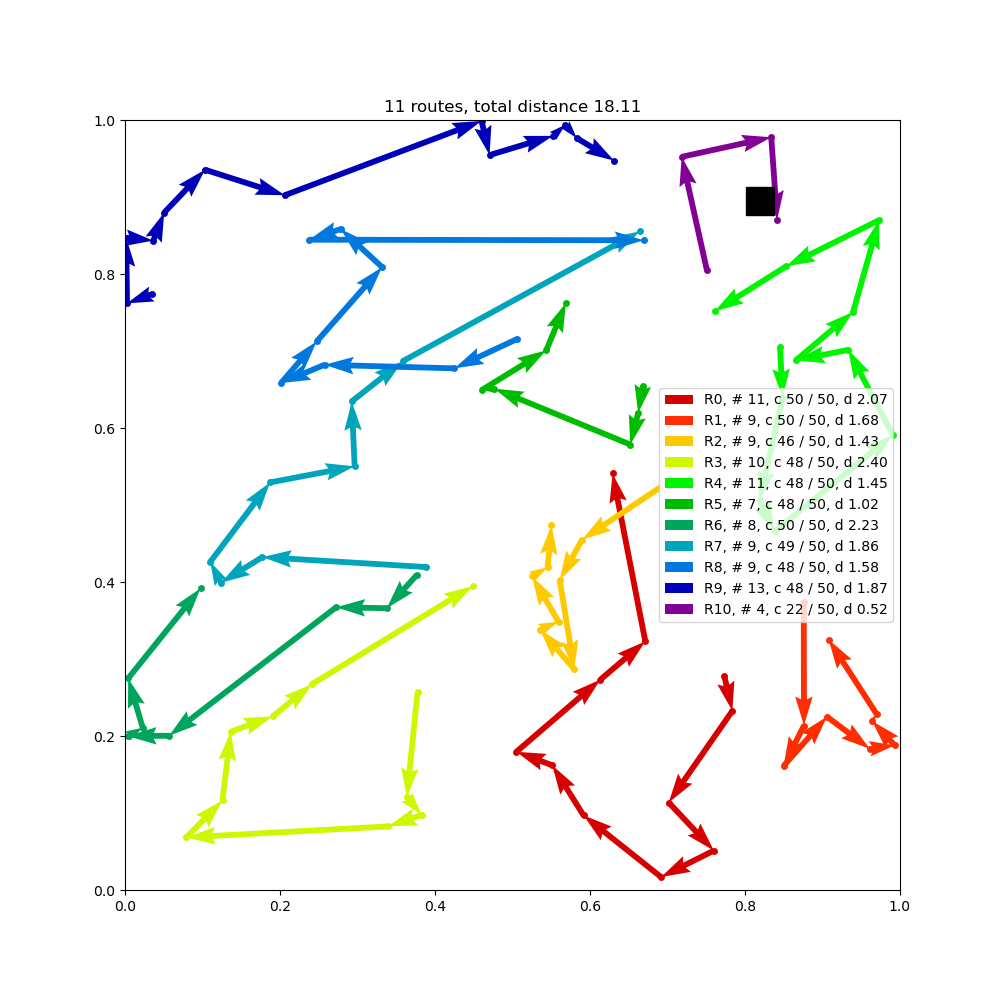 11 routes, total distance 18.11
1.0
0.8
0.6
0.4
0.2
0.0
0.0 0.2 0.4 0.6 0.8 1.0
R0, # 11, c 50 / 50, d 2.07
R1, # 9, c 50 / 50, d 1.68
R2, # 9, c 46 / 50, d 1.43
R3, # 10, c 48 / 50, d 2.40
R4, # 11, c 48 / 50, d 1.45
R5, # 7, c 48 / 50, d 1.02
R6, # 8, c 50 / 50, d 2.23
R7, # 9, c 49 / 50, d 1.86
R8, # 9, c 48 / 50, d 1.58
R9, # 13, c 48 / 50, d 1.87
R10, # 4, c 22 / 50, d 0.52